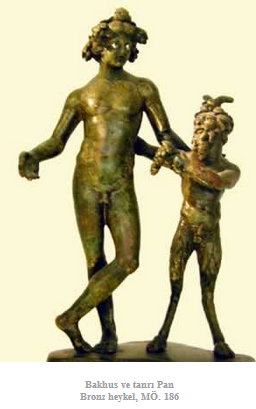 Bakhus ve tanrı Pan
Bronz heykel, MÖ. 186